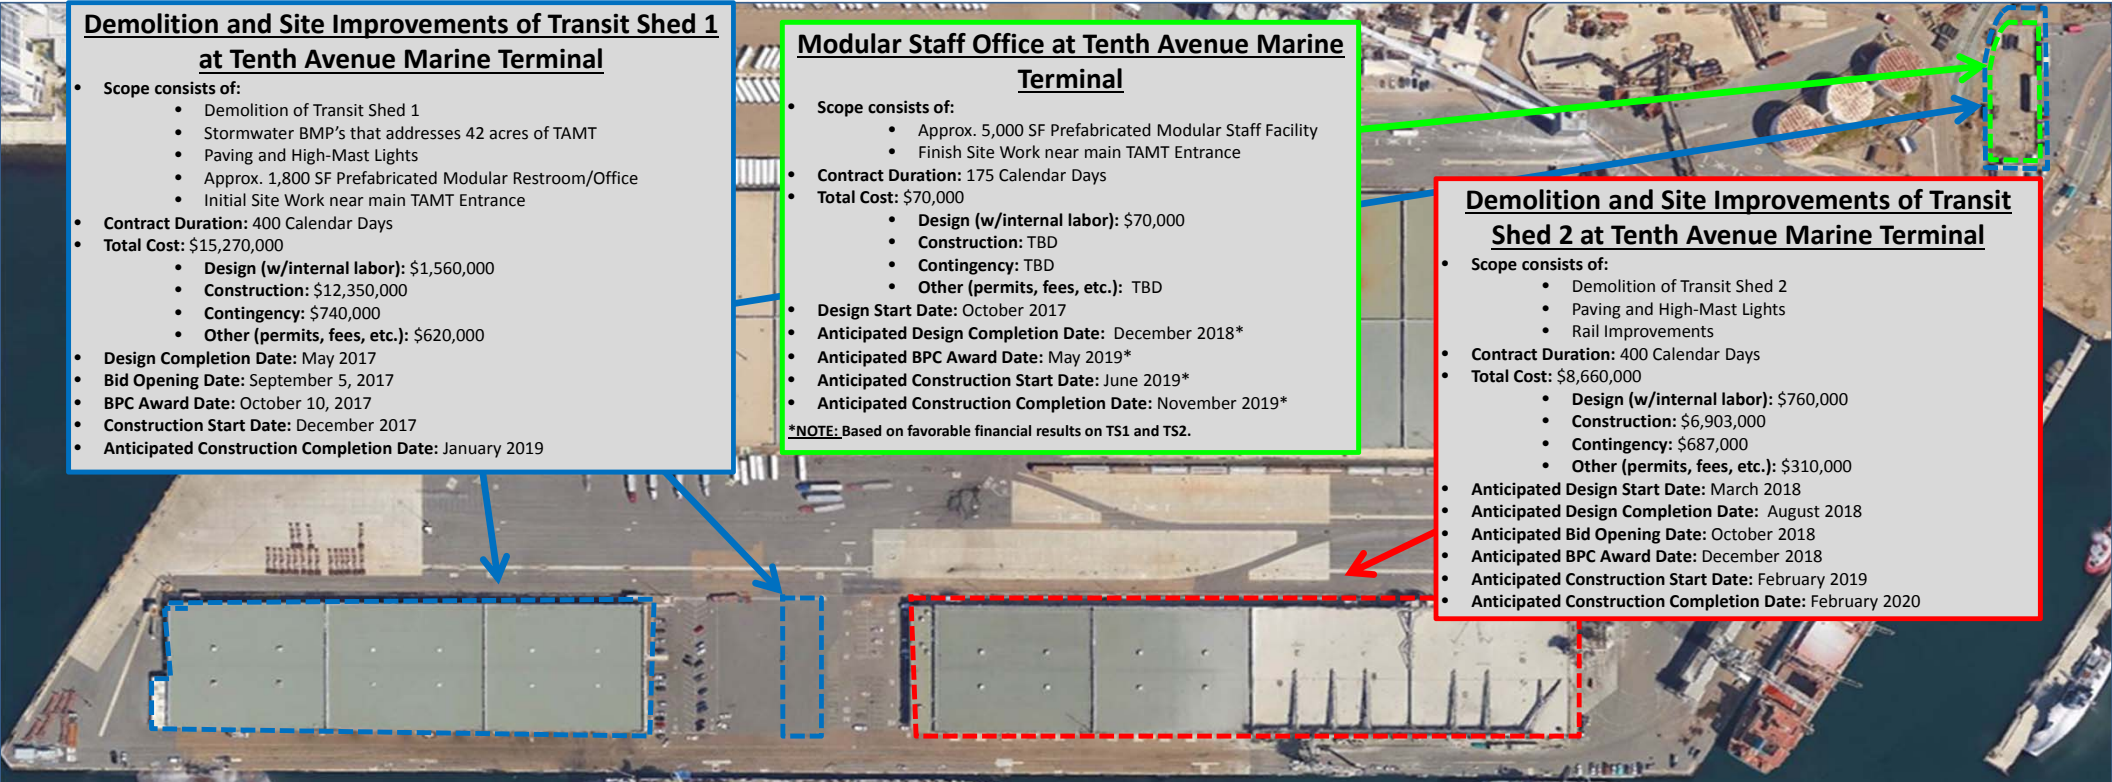 Demolition and Site Improvements of Transit Shed 1
at Tenth Avenue Marine Terminal
• Scope consists of:
• Demolition of Transit Shed 1
• Stormwater BMP's that addresses 42 acres of TAMT
• Paving and High-Mast Lights
• Approx. 1,800 SF Prefabricated Modular Restroom/Office
• Initial Site Work near main TAMT Entrance
• Contract Duration: 400 Calendar Days
• Total Cost: $15,270,000
• Design (w/internal labor): $1,560,000
• Construction: $12,350,000
• Contingency: $740,000
• Other (permits, fees, etc.): $620,000
• Design Completion Date: May 2017
• Bid Opening Date: September 5, 2017
• BPC Award Date: October 10, 2017
• Construction Start Date: December 2017
• Anticipated Construction Completion Date: January 2019
Modular Staff Office at Tenth Avenue Marine
Terminal
• Scope consists of:
• Approx. 5,000 SF Prefabricated Modular Staff Facility
• Finish Site Work near main TAMT Entrance
• Contract Duration: 175 Calendar Days
• Total Cost: $70,000
• Design (w/internal labor): $70,000
• Construction: TBD
• Contingency: TBD
• Other (permits, fees, etc.): TBD
• Design Start Date: October 2017
• Anticipated Design Completion Date: December 2018*
• Anticipated BPC Award Date: May 2019*
• Anticipated Construction Start Date: June 2019*
• Anticipated Construction Completion Date: November 2019*
*NOTE: Based on favorable financial results on TS1 and TS2.
Demolition and Site Improvements of Transit
Shed 2 at Tenth Avenue Marine Terminal
• Scope consists of:
• Demolition of Transit Shed 2
• Paving and High-Mast Lights
• Rail Improvements
• Contract Duration: 400 Calendar Days
• Total Cost: $8,660,000
• Design (w/internal labor): $760,000
• Construction: $6,903,000
• Contingency: $687,000
• Other (permits, fees, etc.): $310,000
• Anticipated Design Start Date: March 2018
• Anticipated Design Completion Date: August 2018
• Anticipated Bid Opening Date: October 2018
• Anticipated BPC Award Date: December 2018
• Anticipated Construction Start Date: February 2019
• Anticipated Construction Completion Date: February 2020